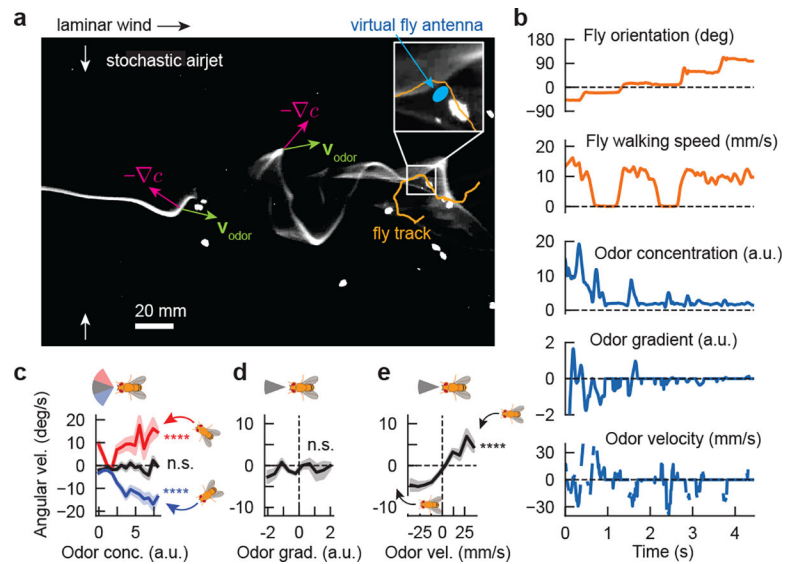 a
laminar wind
stochastic airjet
virtual fly antenna
−∇c
v odor
−∇c
v odor
fly track
20 mm
b
Fly orientation (deg)
180
90
0
−90
Fly walking speed (mm/s)
20
10
0
Odor concentration (a.u.)
20
10
0
Odor gradient (a.u.)
2
0
−2
Odor velocity (mm/s)
30
0
−30
0 1 2 3 4
Time (s)
c
Angular vel. (deg/s)
20
10
0
−10
−20
****
n.s.
****
0 5
Odor conc. (a.u.)
d
10
0
-10
n.s.
-2 0 2
Odor grad. (a.u.)
e
10
0
-10
****
-25 0 25
Odor vel. (mm/s)